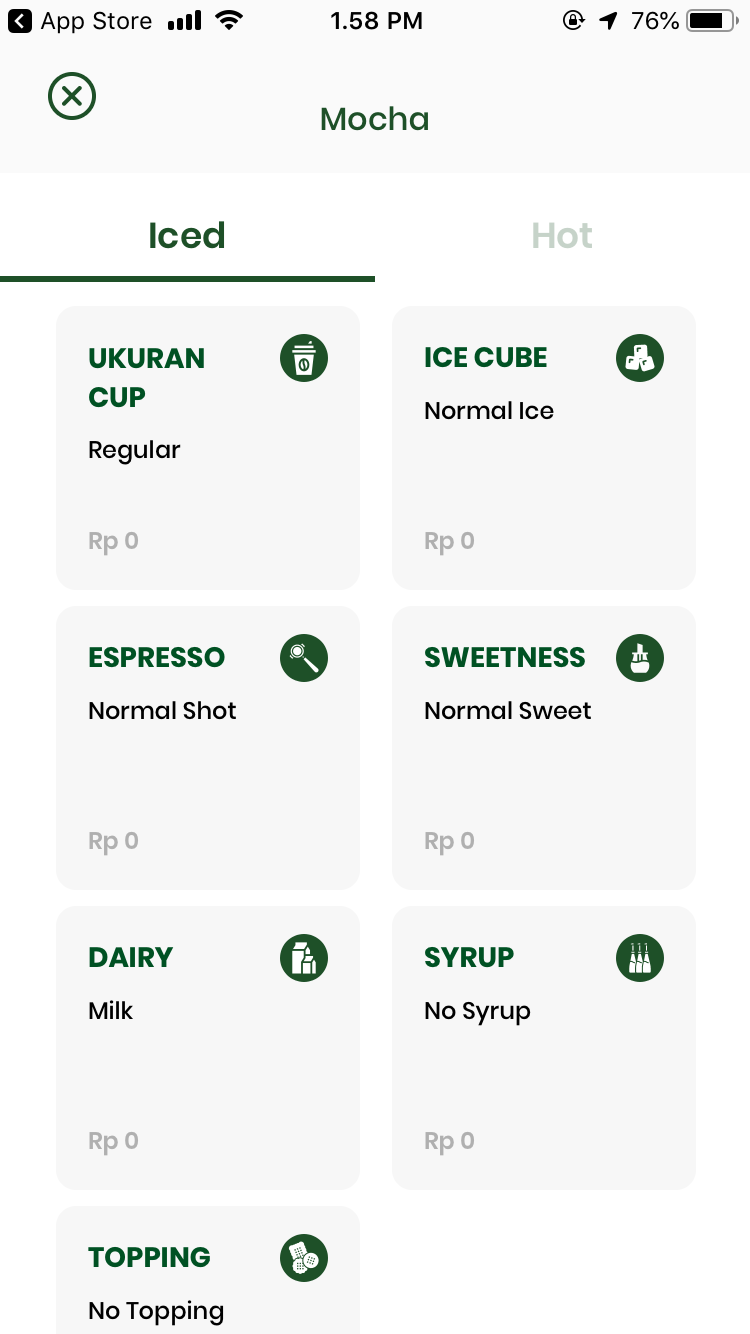 App Store
1.58 PM
76%
Mocha
Iced
Hot
UKURAN
CUP
Regular
Rp 0
ICE CUBE
Normal Ice
Rp 0
ESPRESSO
Normal Shot
Rp 0
SWEETNESS
Normal Sweet
Rp 0
DAIRY
Milk
Rp 0
SYRUP
No Syrup
Rp 0
TOPPING
No Topping